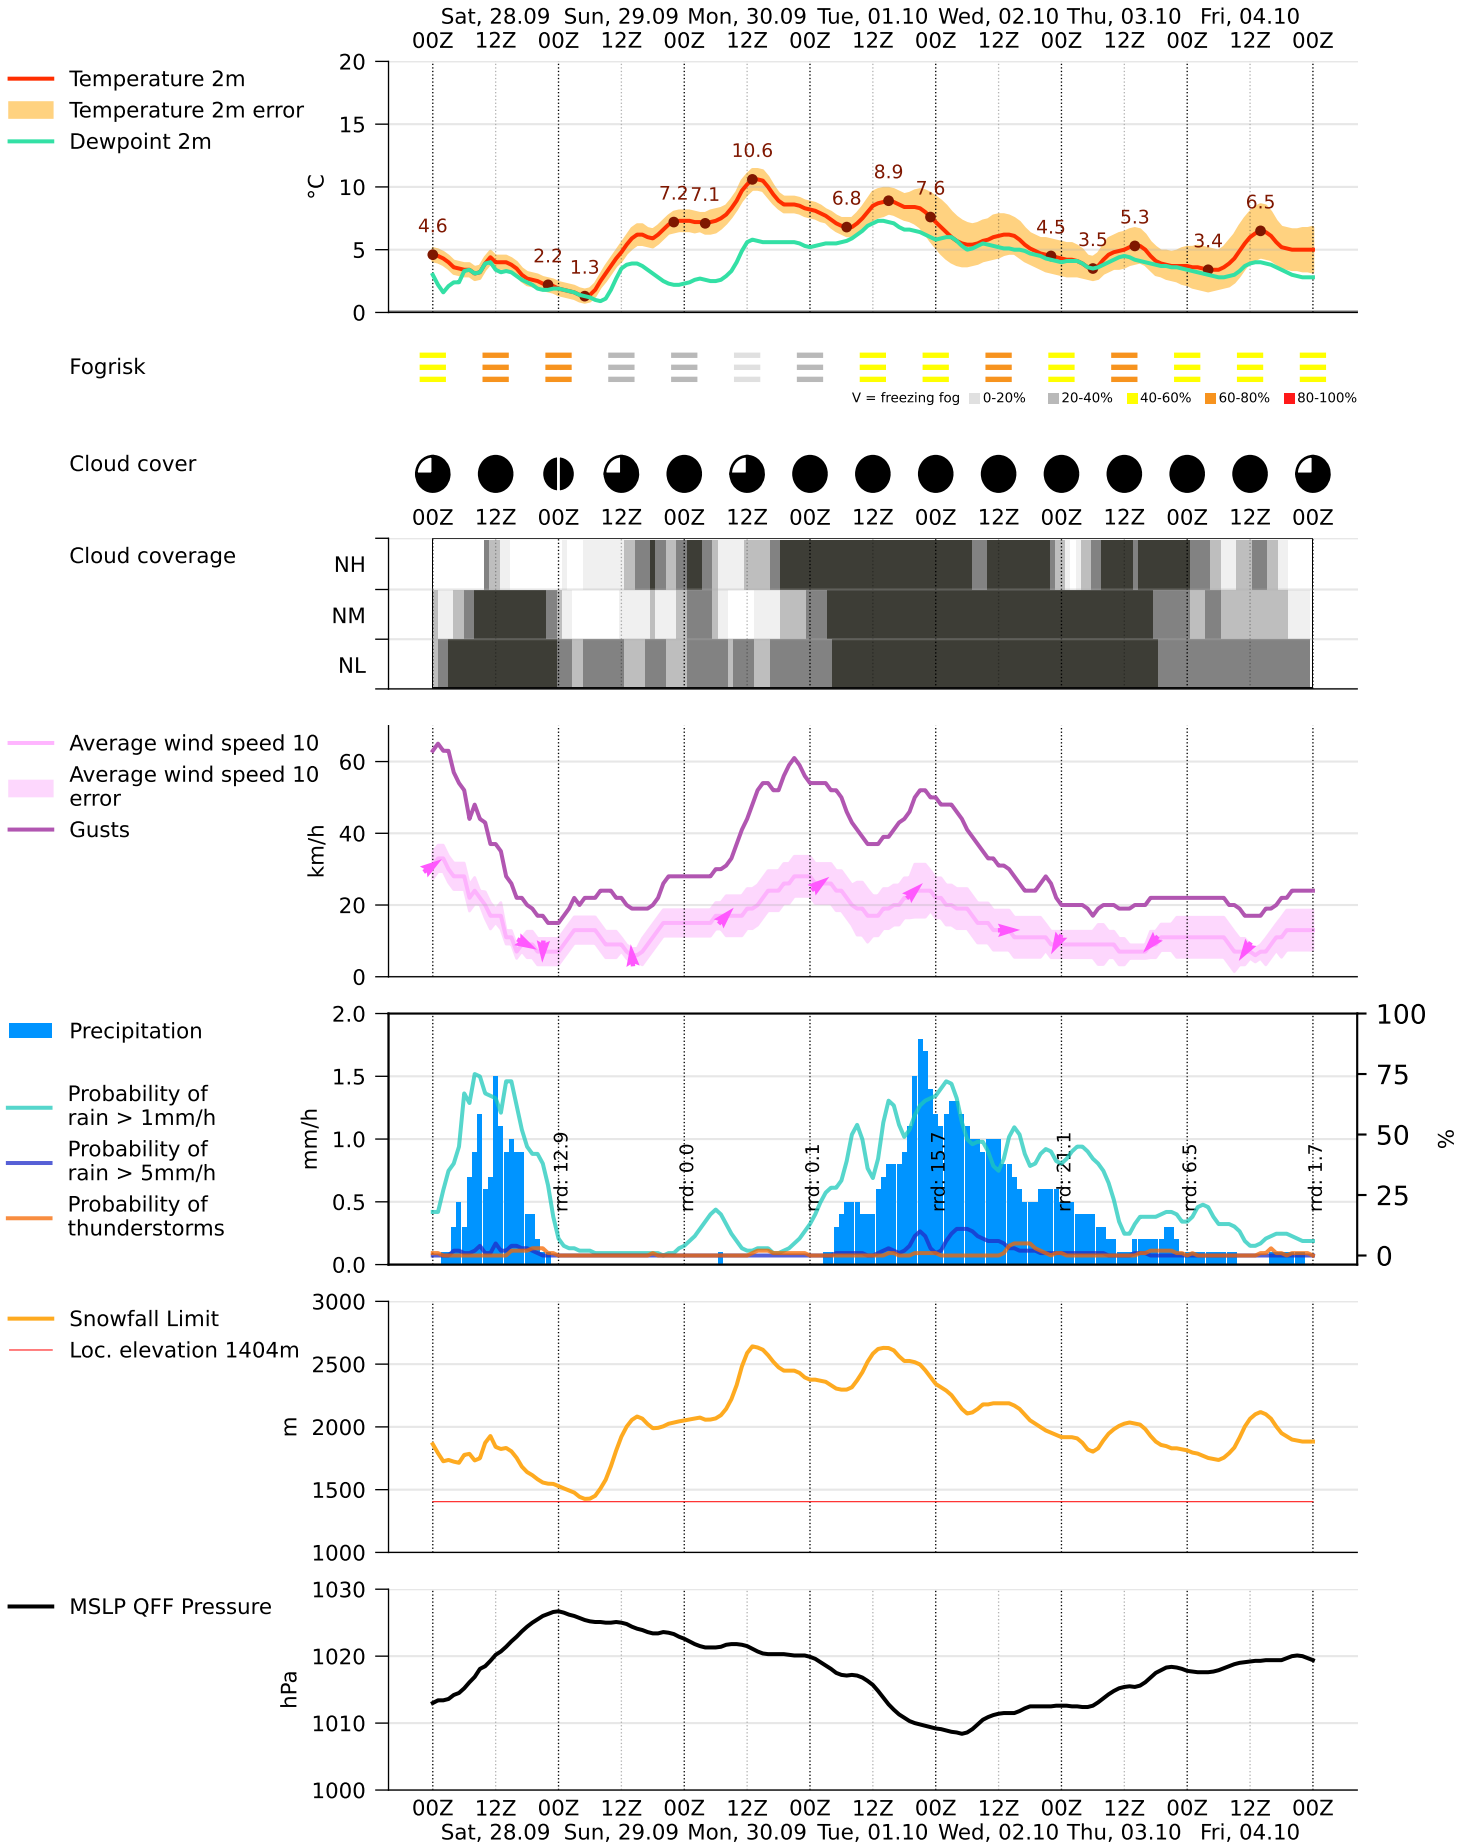 Sat, 28.09 Sun, 29.09 Mon, 30.09 Tue, 01.10 Wed, 02.10 Thu, 03.10 Fri, 04.10
00Z 12Z 00Z 12Z 00Z 12Z 00Z 12Z 00Z 12Z 00Z 12Z 00Z 12Z 00Z
Temperature 2m
Temperature 2m error
Dewpoint 2m
°C
20
15
10
5
0
4.6
2.2
1.3
7.2
7.1
10.6
6.8
8.9
7.6
4.5
3.5
5.3
3.4
6.5
Fogrisk
V = freezing fog 0-20% 20-40% 40-60% 60-80% 80-100%
Cloud cover
00Z 12Z 00Z 12Z 00Z 12Z 00Z 12Z 00Z 12Z 00Z 12Z 00Z 12Z 00Z
Cloud coverage
NH
NM
NL
Average wind speed 10
Average wind speed 10
error
Gusts
km/h
60
40
20
0
Precipitation
Probability of
rain > 1mm/h
Probability of
rain > 5mm/h
Probability of
thunderstorms
mm/h
2.0
1.5
1.0
0.5
0.0
rrd: 12.9
rrd: 0.0
rrd: 0.1
rrd: 15.7
rrd: 21.1
rrd: 6.5
rrd: 1.7
100
75
50
25
0
%
Snowfall Limit
Loc. elevation 1404m
m
3000
2500
2000
1500
1000
MSLP QFF Pressure
hPa
1030
1020
1010
1000
00Z 12Z 00Z 12Z 00Z 12Z 00Z 12Z 00Z 12Z 00Z 12Z 00Z 12Z 00Z
Sat, 28.09 Sun, 29.09 Mon, 30.09 Tue, 01.10 Wed, 02.10 Thu, 03.10 Fri, 04.10